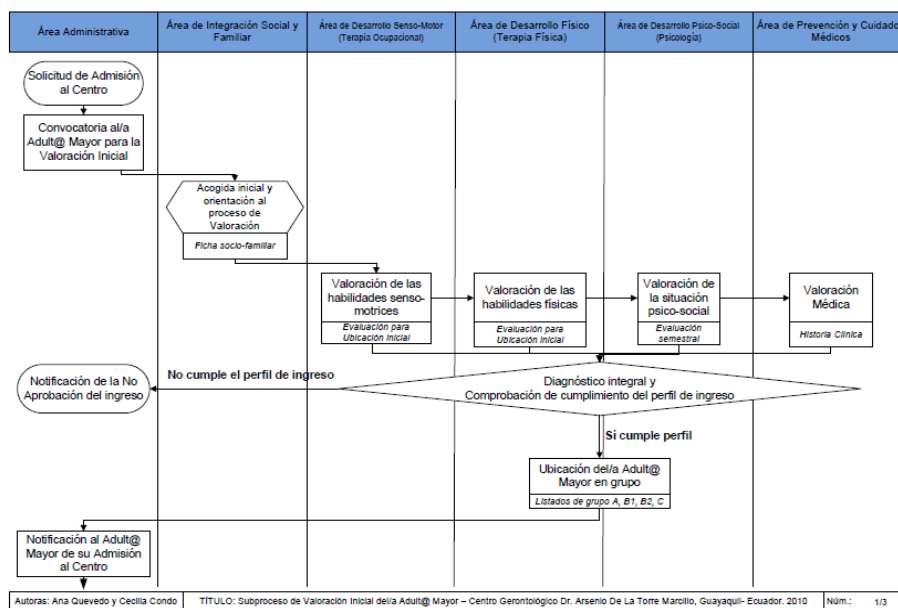 Área Administrativa
Área de Integración Social y
Familiar
Área de Desarrollo Senso-Motor
(Terapia Ocupacional)
Área de Desarrollo Físico
(Terapia Física)
Área de Desarrollo Psico-Social
(Psicología)
Área de Prevención y Cuidado
Médicos
Solicitud de Admisión
al Centro
Convocatoria al/a
Adult@ Mayor para la
Valoración Inicial
Acogida inicial y
orientación al
proceso de
Valoración
Ficha socio-familiar
Valoración de las
habilidades senso-
motrices
Evaluación para
Ubicación Inicial
Valoración de las
habilidades físicas
Evaluación para
Ubicación Inicial
Valoración de
la situación
psico-social
Evaluación
semestral
Valoración
Médica
Historia Clínica
Notificación de la No
Aprobación del ingreso
No cumple el perfil de ingreso
Diagnóstico integral y
Comprobación de cumplimiento del perfil de ingreso
Sí cumple perfil
Ubicación del/a Adult@
Mayor en grupo
Listados de grupo A, B1, B2, C
Notificación al Adult@
Mayor de su Admisión
al Centro
Autoras: Ana Quevedo y Cecilia Condo
TÍTULO: Subproceso de Valoración Inicial del/a Adult@ Mayor – Centro Gerontológico Dr. Arsenio De La Torre Marcillo, Guayaquil- Ecuador. 2010
Núm.: 1/3